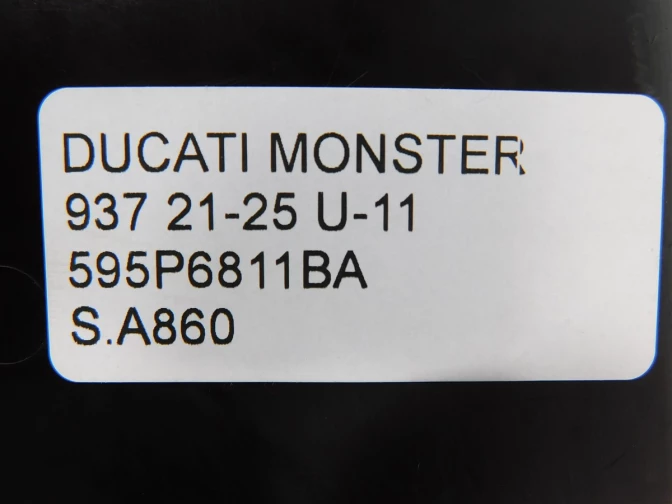 DUCATI MONSTER
937 21-25 U-11
595P6811BA
S.A860